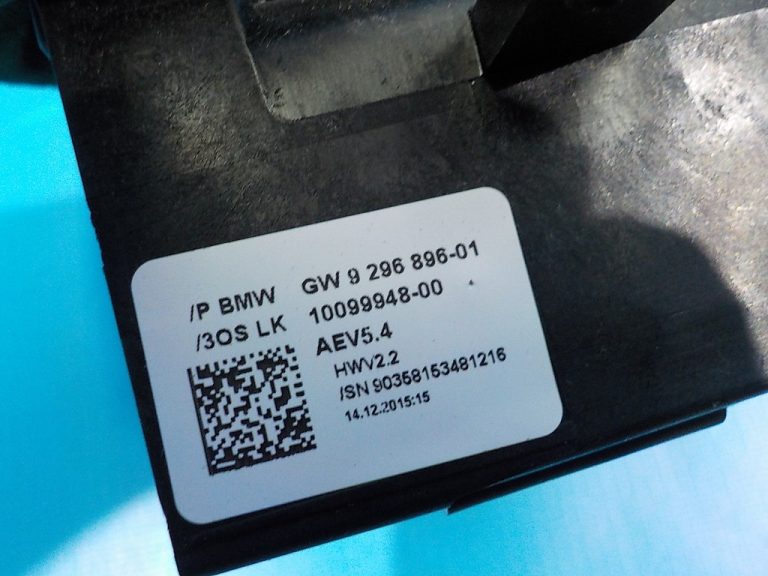 /P BMW GW 9 296 896-01
/3OS LK 10099948-00
AEV5.4
HWV2.2
/SN 90358153481216
14.12.2015:15